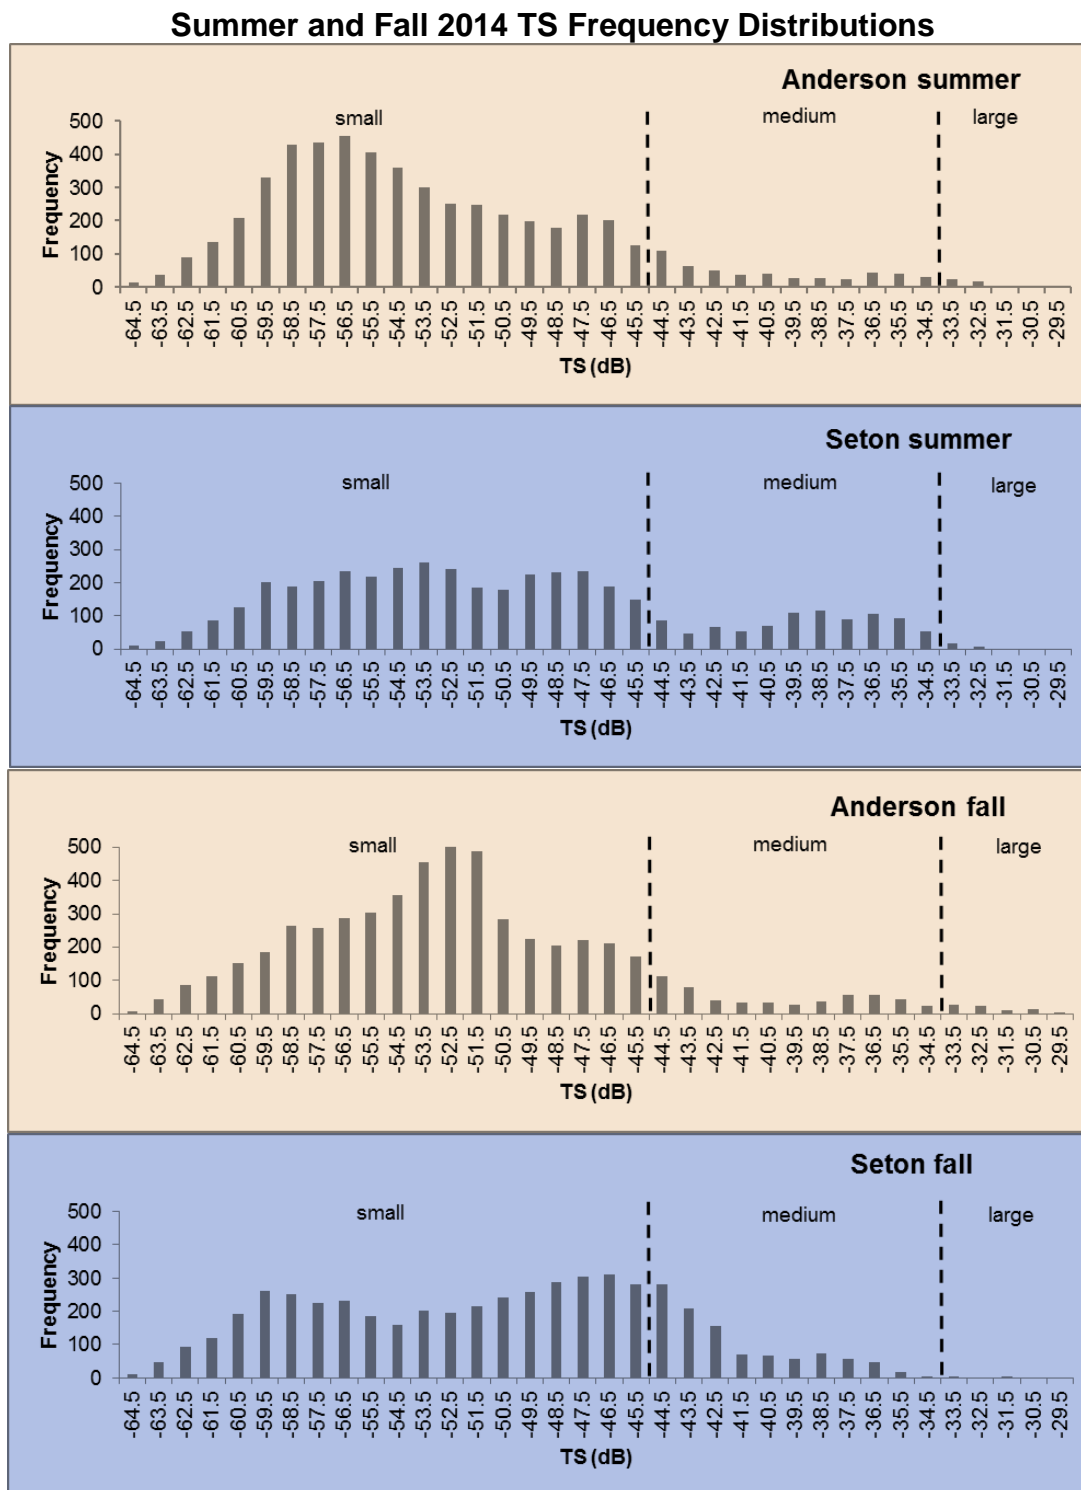 Summer and Fall 2014 TS Frequency Distributions
Anderson summer
small medium large
500
400
300
200
100
0
Frequency
-64.5 -63.5 -62.5 -61.5 -60.5 -59.5 -58.5 -57.5 -56.5 -55.5 -54.5 -53.5 -52.5 -51.5 -50.5 -49.5 -48.5 -47.5 -46.5 -45.5 -44.5 -43.5 -42.5 -41.5 -40.5 -39.5 -38.5 -37.5 -36.5 -35.5 -34.5 -33.5 -32.5 -31.5 -30.5 -29.5
TS (dB)
Seton summer
small medium large
500
400
300
200
100
0
Frequency
-64.5 -63.5 -62.5 -61.5 -60.5 -59.5 -58.5 -57.5 -56.5 -55.5 -54.5 -53.5 -52.5 -51.5 -50.5 -49.5 -48.5 -47.5 -46.5 -45.5 -44.5 -43.5 -42.5 -41.5 -40.5 -39.5 -38.5 -37.5 -36.5 -35.5 -34.5 -33.5 -32.5 -31.5 -30.5 -29.5
TS (dB)
Anderson fall
small medium large
500
400
300
200
100
0
Frequency
-64.5 -63.5 -62.5 -61.5 -60.5 -59.5 -58.5 -57.5 -56.5 -55.5 -54.5 -53.5 -52.5 -51.5 -50.5 -49.5 -48.5 -47.5 -46.5 -45.5 -44.5 -43.5 -42.5 -41.5 -40.5 -39.5 -38.5 -37.5 -36.5 -35.5 -34.5 -33.5 -32.5 -31.5 -30.5 -29.5
TS (dB)
Seton fall
small medium large
500
400
300
200
100
0
Frequency
-64.5 -63.5 -62.5 -61.5 -60.5 -59.5 -58.5 -57.5 -56.5 -55.5 -54.5 -53.5 -52.5 -51.5 -50.5 -49.5 -48.5 -47.5 -46.5 -45.5 -44.5 -43.5 -42.5 -41.5 -40.5 -39.5 -38.5 -37.5 -36.5 -35.5 -34.5 -33.5 -32.5 -31.5 -30.5 -29.5
TS (dB)